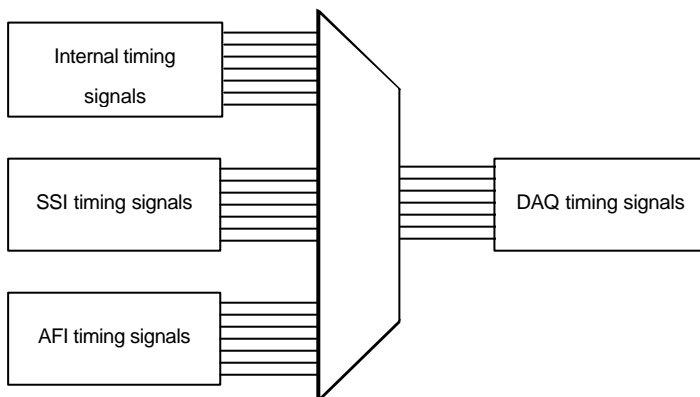 Internal timing
signals
SSI timing signals
DAQ timing signals
AFI timing signals